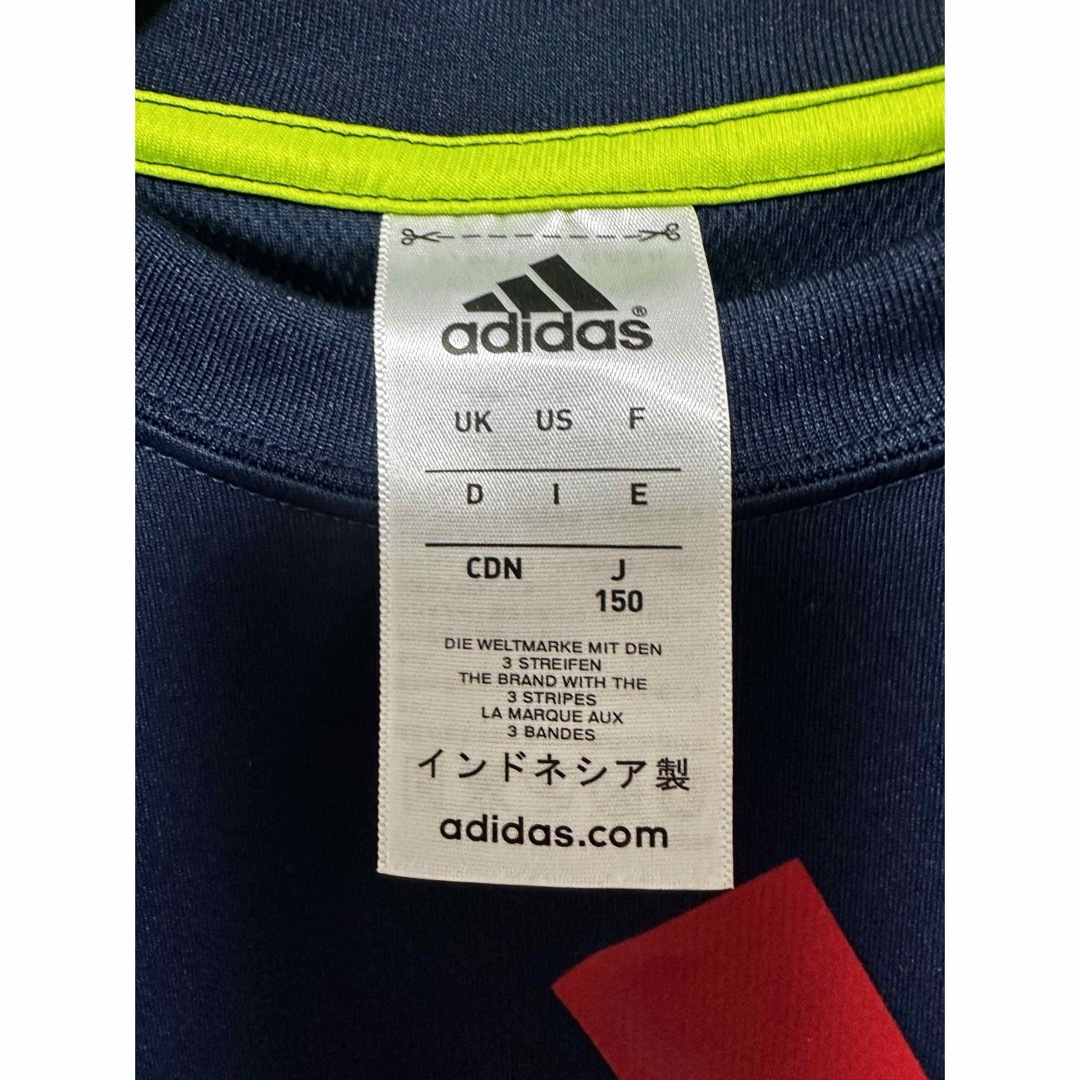 adidas®
UK US F
D I E
CDN J
150
DIE WELTMARKE MIT DEN
3 STREIFEN
THE BRAND WITH THE
3 STRIPES
LA MARQUE AUX
3 BANDES
インドネシア製
adidas.com